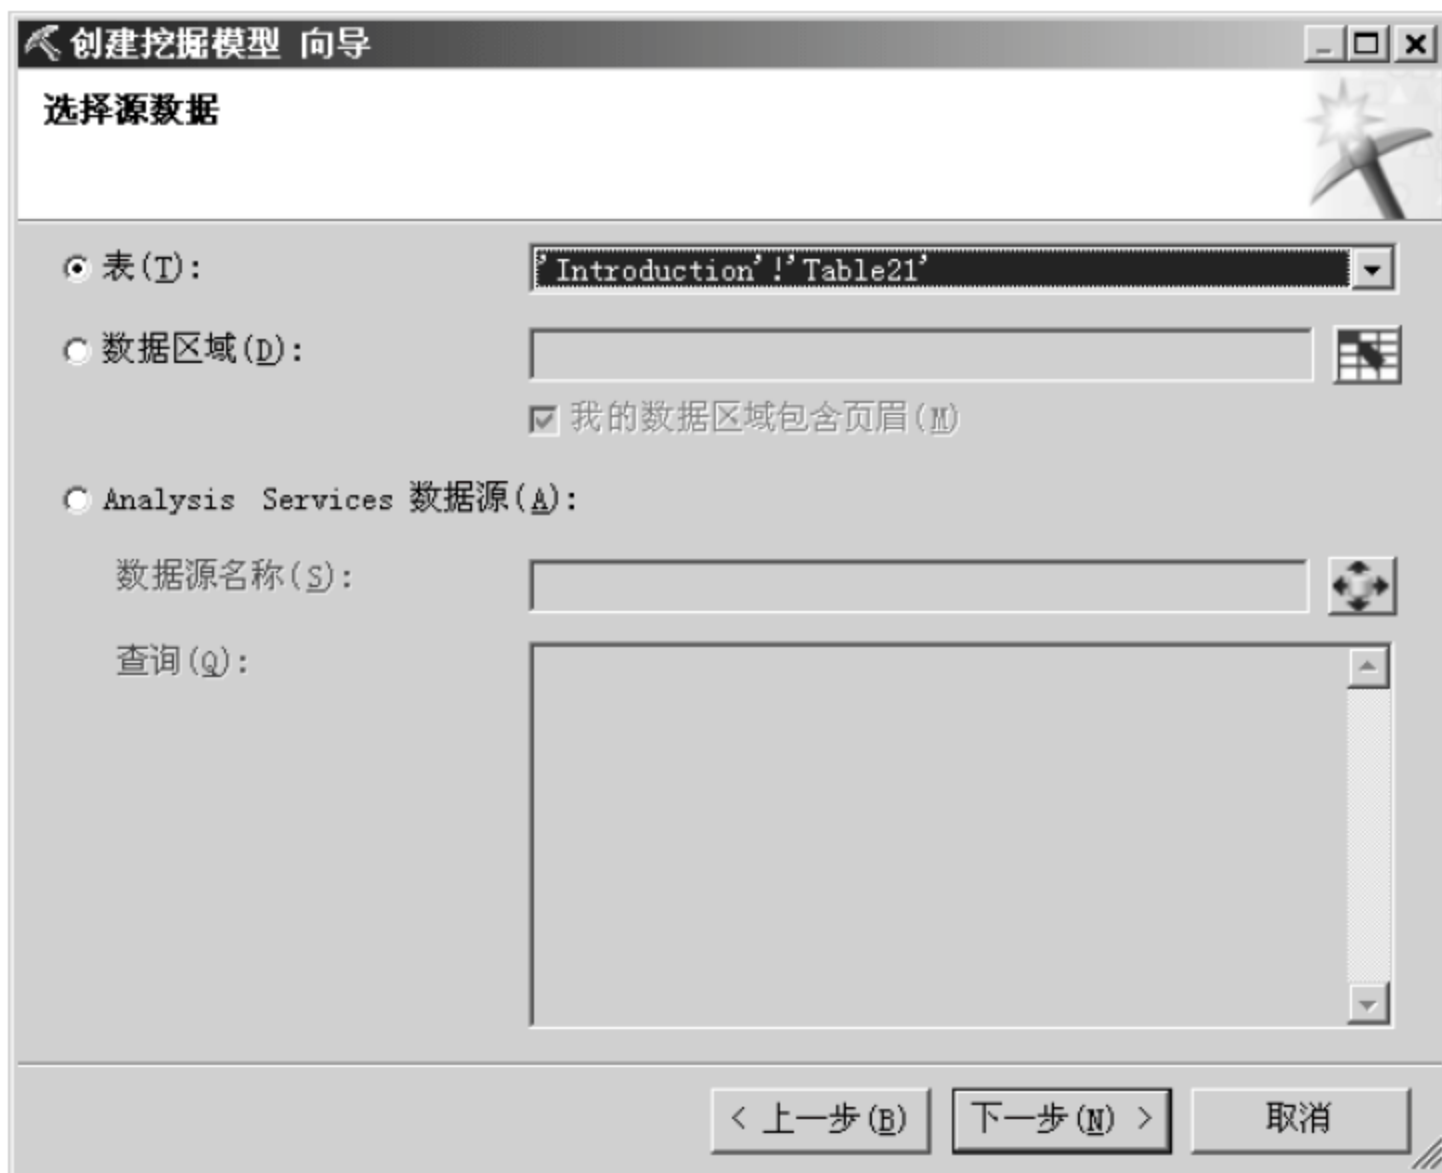 创建挖掘模型 向导
选择源数据
表(T): 'Introduction'!'Table21'
数据区域(D):
我的数据区域包含页眉(M)
Analysis Services 数据源(A):
数据源名称(S):
查询(Q):
< 上一步(B) 下一步(N) > 取消